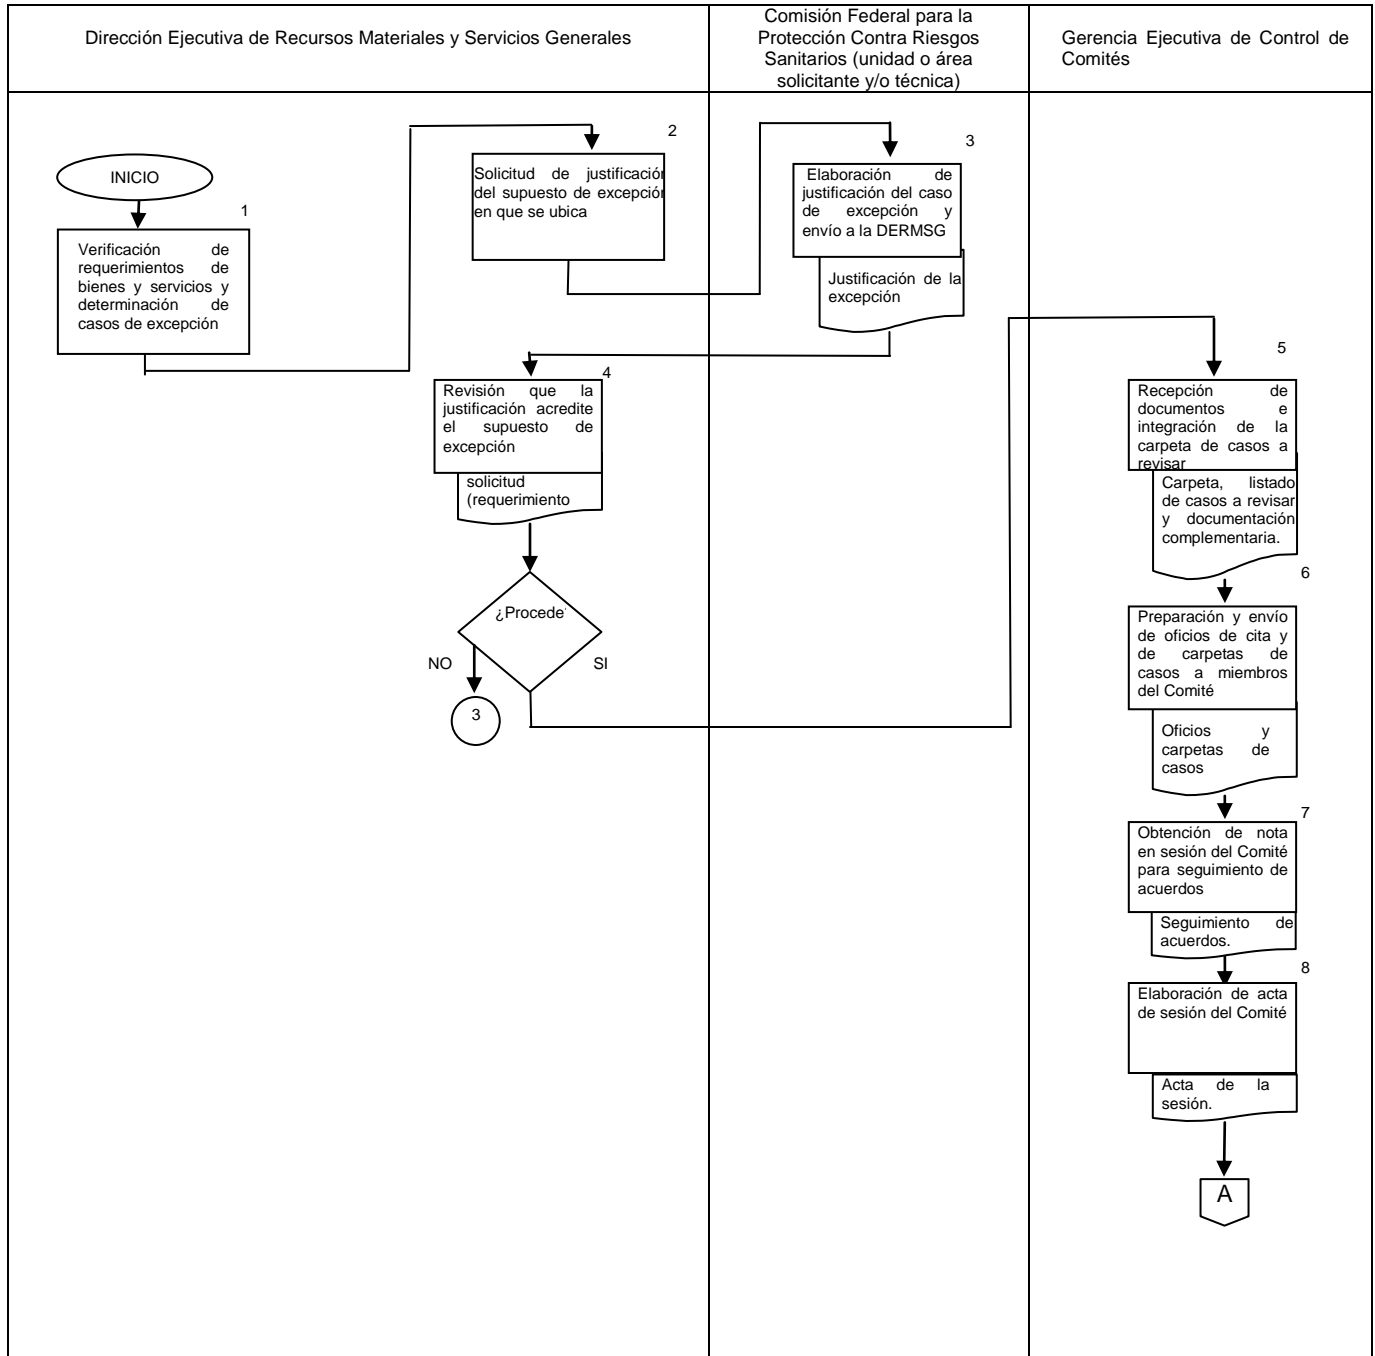 Dirección Ejecutiva de Recursos Materiales y Servicios Generales
Comisión Federal para la
Protección Contra Riesgos
Sanitarios (unidad o área
solicitante y/o técnica)
Gerencia Ejecutiva de Control de
Comités
INICIO
1
Verificación de
requerimientos de
bienes y servicios y
determinación de
casos de excepción
2
Solicitud de justificación
del supuesto de excepción
en que se ubica
3
Elaboración de
justificación del caso
de excepción y
envío a la DERMSG
Justificación de la
excepción
4
Revisión que la
justificación acredite
el supuesto de
excepción
solicitud
(requerimiento
¿Procede?
NO
SI
3
5
Recepción de
documentos e
integración de la
carpeta de casos a
revisar
Carpeta, listado
de casos a revisar
y documentación
complementaria.
6
Preparación y envío
de oficios de cita y
de carpetas de
casos a miembros
del Comité
Oficios y
carpetas de
casos
7
Obtención de nota
en sesión del Comité
para seguimiento de
acuerdos
Seguimiento de
acuerdos.
8
Elaboración de acta
de sesión del Comité
Acta de la
sesión.
A